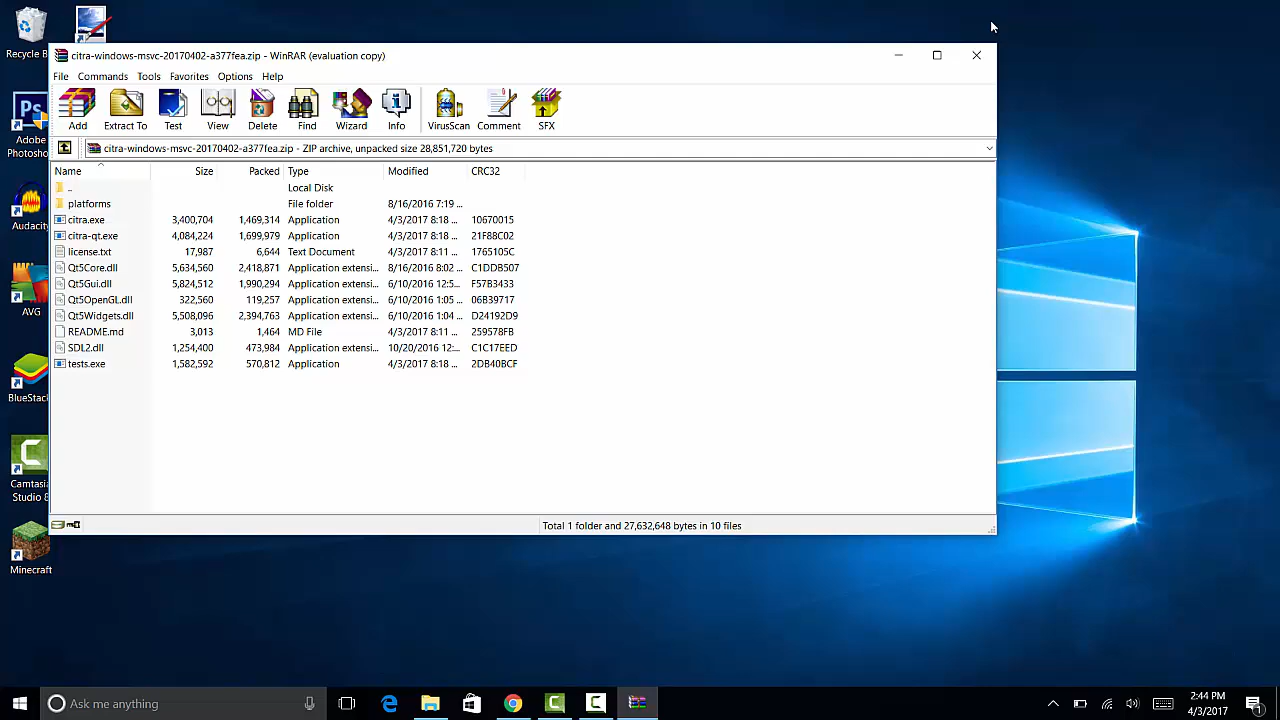 Recycle B
citra-windows-msvc-20170402-a377fea.zip - WinRAR (evaluation copy)
File Commands Tools Favorites Options Help
Add Extract To Test View Delete Find Wizard Info VirusScan Comment SFX
citra-windows-msvc-20170402-a377fea.zip - ZIP archive, unpacked size 28,851,720 bytes
Name Size Packed Type Modified CRC32
.. Local Disk
platforms File folder 8/16/2016 7:19 ...
citra.exe 3,400,704 1,469,314 Application 4/3/2017 8:18 ... 10670015
citra-qt.exe 4,084,224 1,699,979 Application 4/3/2017 8:18 ... 21F88C02
license.txt 17,987 6,644 Text Document 4/3/2017 8:11 ... 1765105C
Qt5Core.dll 5,634,560 2,418,871 Application extensi... 8/16/2016 8:02 ... C1DDB507
Qt5Gui.dll 5,824,512 1,990,294 Application extensi... 6/10/2016 12:5... F57B3433
Qt5OpenGL.dll 322,560 119,257 Application extensi... 6/10/2016 1:05 ... 06B39717
Qt5Widgets.dll 5,508,096 2,394,763 Application extensi... 6/10/2016 1:04 ... D24192D9
README.md 3,013 1,464 MD File 4/3/2017 8:11 ... 259578FB
SDL2.dll 1,254,400 473,984 Application extensi... 10/20/2016 12:... C1C17EED
tests.exe 1,582,592 570,812 Application 4/3/2017 8:18 ... 2DB40BCF
Total 1 folder and 27,632,648 bytes in 10 files
Ps
Adobe
Photosho
Audacity
AVG
BlueStack
Camtasia
Studio 8
Minecraft
Ask me anything
2:44 PM
4/3/2017
1